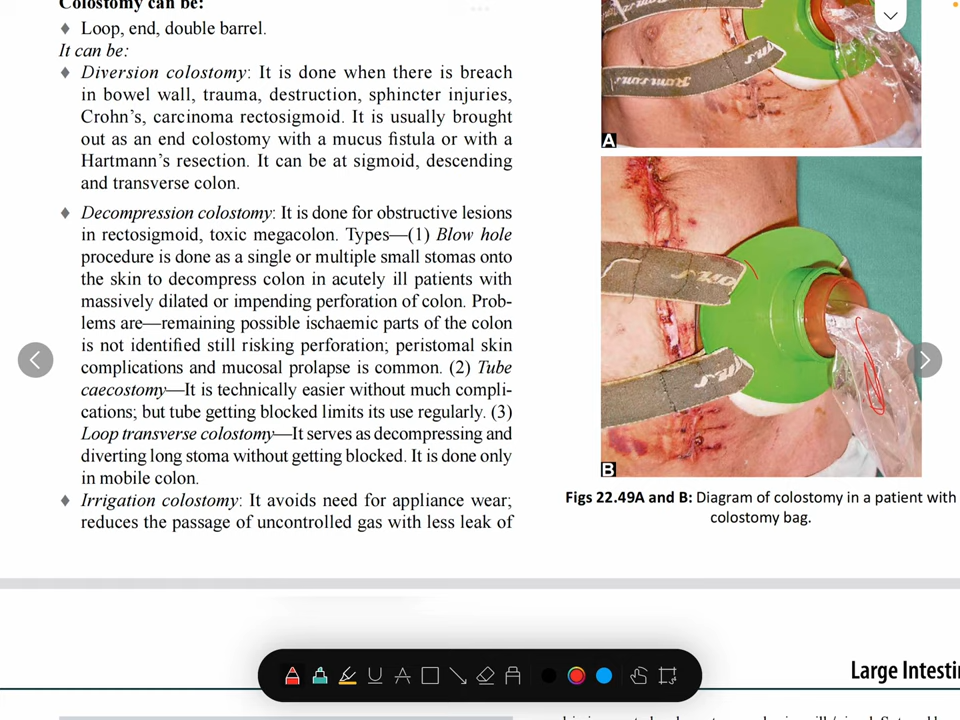 Colostomy can be:
♦ Loop, end, double barrel.
It can be:
♦ Diversion colostomy: It is done when there is breach
in bowel wall, trauma, destruction, sphincter injuries,
Crohn's, carcinoma rectosigmoid. It is usually brought
out as an end colostomy with a mucus fistula or with a
Hartmann's resection. It can be at sigmoid, descending
and transverse colon.
♦ Decompression colostomy: It is done for obstructive lesions
in rectosigmoid, toxic megacolon. Types—(1) Blow hole
procedure is done as a single or multiple small stomas onto
the skin to decompress colon in acutely ill patients with
massively dilated or impending perforation of colon. Prob-
lems are—remaining possible ischaemic parts of the colon
is not identified still risking perforation; peristomal skin
complications and mucosal prolapse is common. (2) Tube
caecostomy—It is technically easier without much compli-
cations; but tube getting blocked limits its use regularly. (3)
Loop transverse colostomy—It serves as decompressing and
diverting long stoma without getting blocked. It is done only
in mobile colon.
♦ Irrigation colostomy: It avoids need for appliance wear;
reduces the passage of uncontrolled gas with less leak of
A
B
Figs 22.49A and B: Diagram of colostomy in a patient with
colostomy bag.
Large Intesti